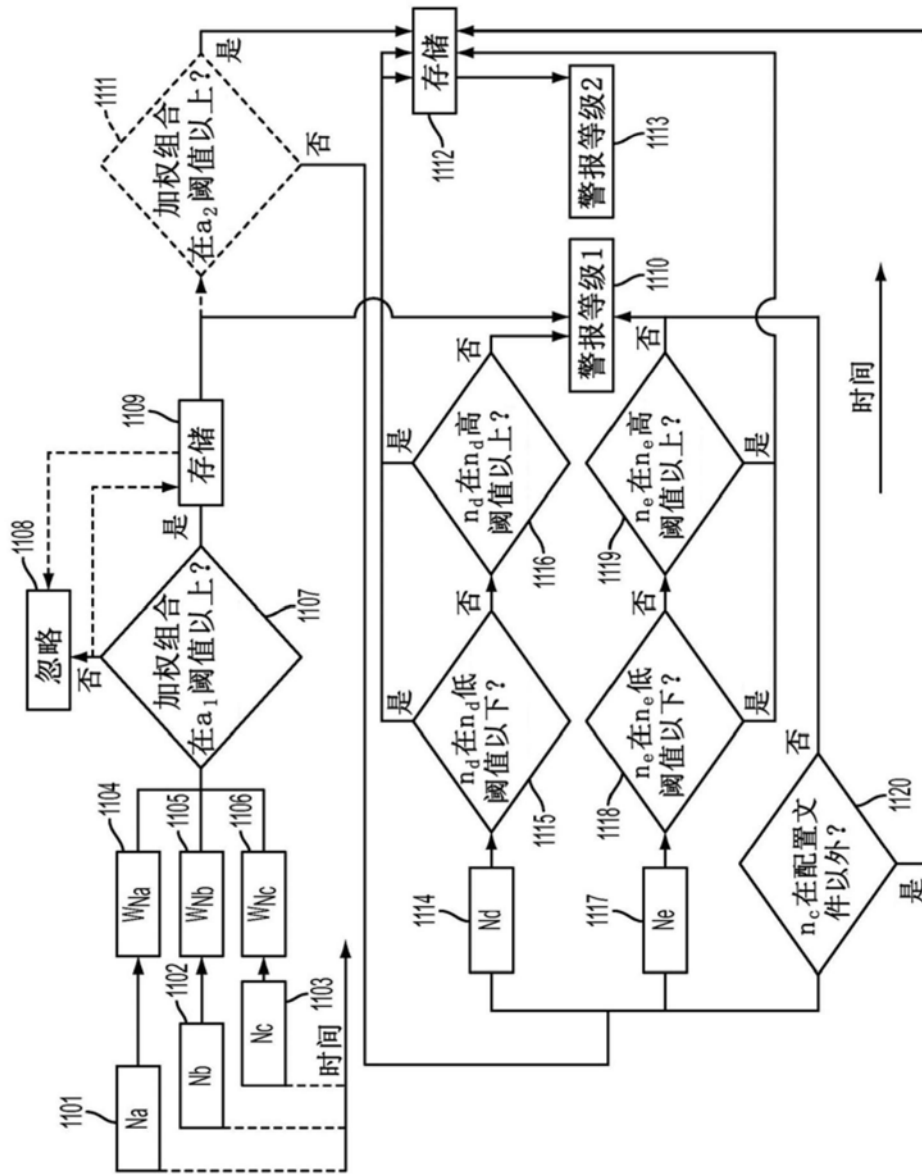 1101
Na
1102
Nb
Nc
1103
时间
1104
WNa
1105
WNb
1106
WNc
1107
加权组合
在a1阈值以上?
否
是
1108
忽略
1109
存储
1111
加权组合
在a2阈值以上?
是
否
1112
存储
警报等级2
1113
警报等级1
1110
1114
Nd
1115
nd在nd低
阈值以下?
是
否
1116
nd在nd高
阈值以上?
是
否
1117
Ne
1118
ne在ne低
阈值以下?
否
是
1119
ne在ne高
阈值以上?
否
是
nc在配置文
件以外?
1120
否
是
时间